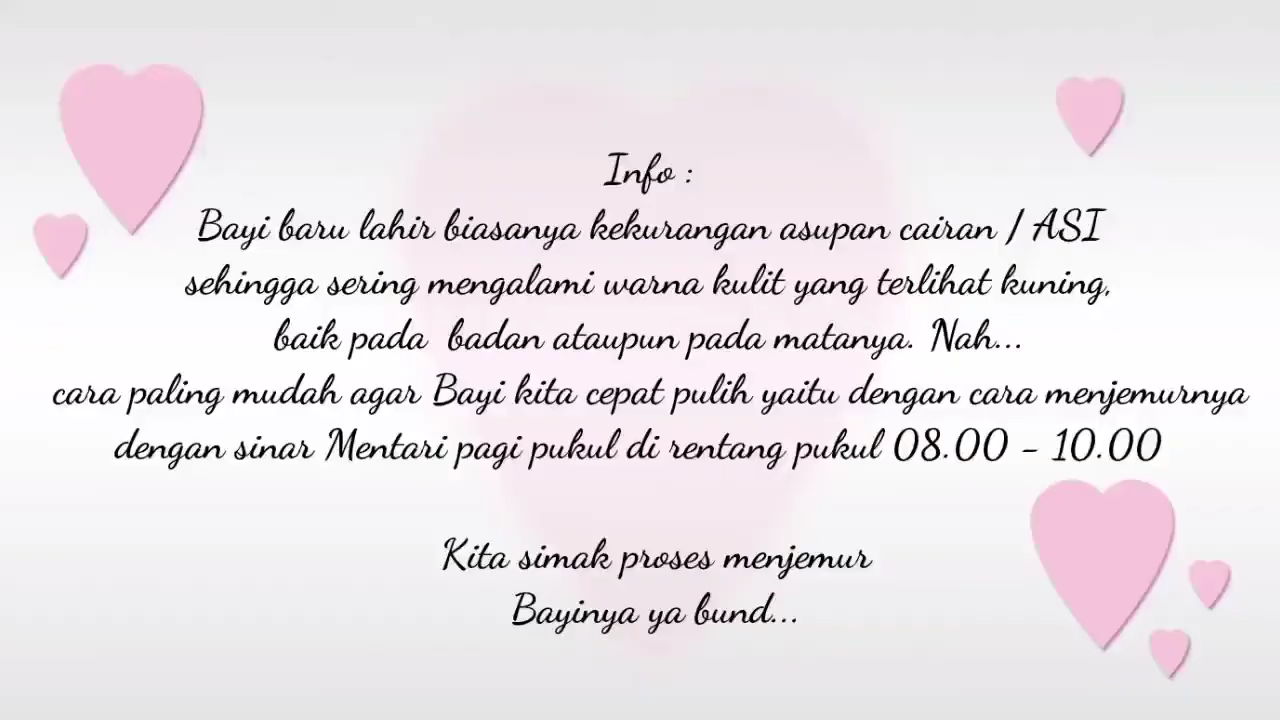 Info :
Bayi baru lahir biasanya kekurangan asupan cairan / ASI
sehingga sering mengalami warna kulit yang terlihat kuning,
baik pada badan ataupun pada matanya. Nah...
cara paling mudah agar Bayi kita cepat pulih yaitu dengan cara menjemurnya
dengan sinar Mentari pagi pukul di rentang pukul 08.00 - 10.00
Kita simak proses menjemur
Bayinya ya bund...